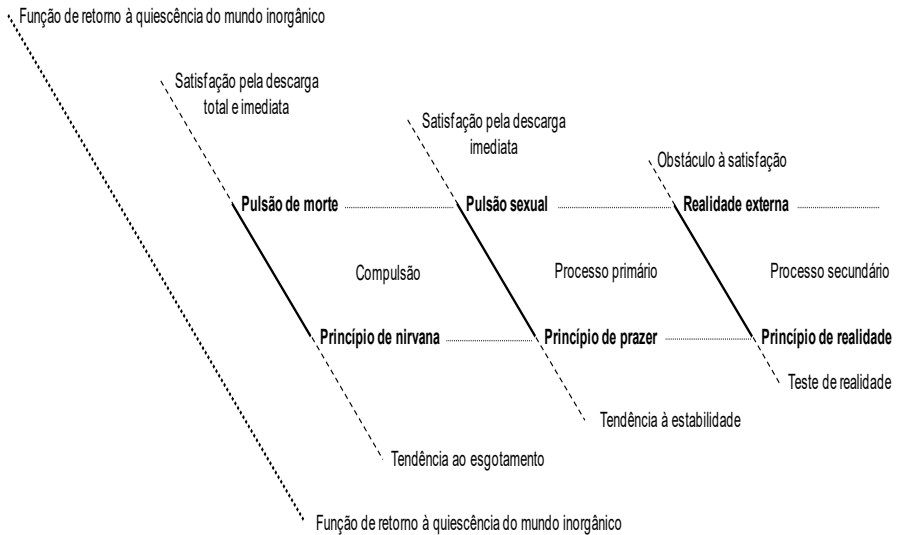 Função de retorno à quiescência do mundo inorgânico
Satisfação pela descarga
total e imediata
Satisfação pela descarga
imediata
Obstáculo à satisfação
Pulsão de morte
Pulsão sexual
Realidade externa
Compulsão
Processo primário
Processo secundário
Princípio de nirvana
Princípio de prazer
Princípio de realidade
Teste de realidade
Tendência à estabilidade
Tendência ao esgotamento
Função de retorno à quiescência do mundo inorgânico